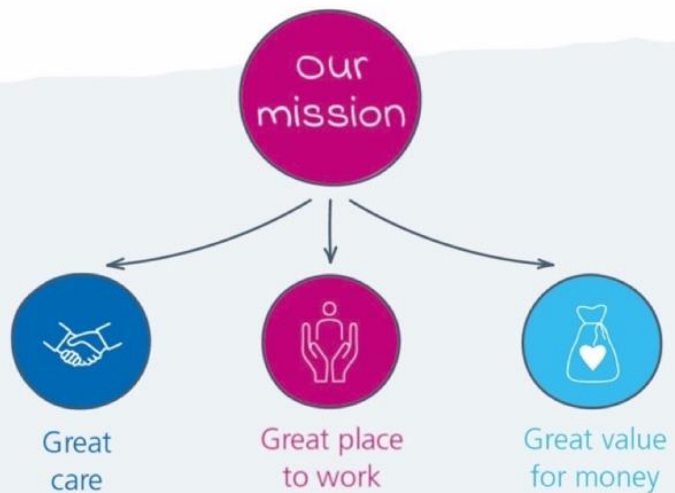 our
mission
Great
care
Great place
to work
Great value
for money